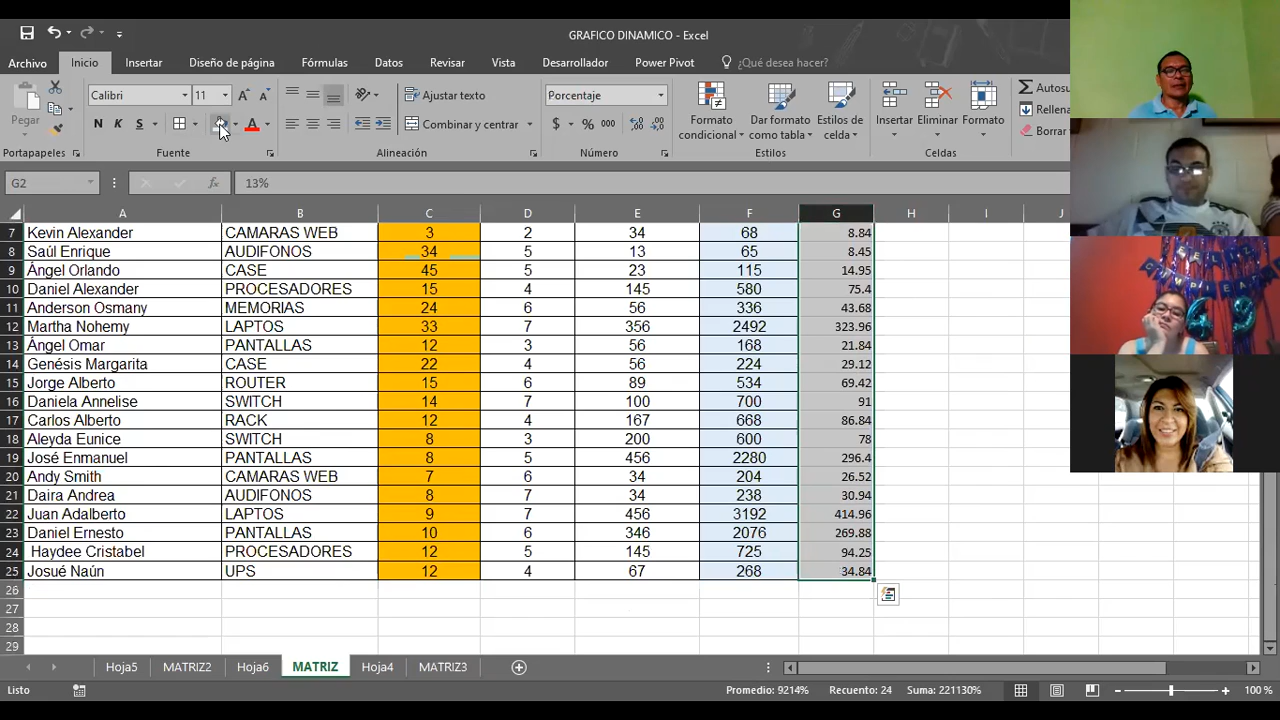 GRAFICO DINAMICO - Excel
Archivo Inicio Insertar Diseño de página Fórmulas Datos Revisar Vista Desarrollador Power Pivot ¿Qué desea hacer?
Pegar Calibri 11 A A Ajustar texto Porcentaje Formato condicional Dar formato como tabla Estilos de celda Insertar Eliminar Formato Autosu
Rellena
N K S A Combinar y centrar $ % 000
Borrar
Portapapeles Fuente Alineación Número Estilos Celdas
G2 fx 13%
A B C D E F G H I J
7 Kevin Alexander CAMARAS WEB 3 2 34 68 8.84
8 Saúl Enrique AUDIFONOS 34 5 13 65 8.45
9 Ángel Orlando CASE 45 5 23 115 14.95
10 Daniel Alexander PROCESADORES 15 4 145 580 75.4
11 Anderson Osmany MEMORIAS 24 6 56 336 43.68
12 Martha Nohemy LAPTOS 33 7 356 2492 323.96
13 Ángel Omar PANTALLAS 12 3 56 168 21.84
14 Genésis Margarita CASE 22 4 56 224 29.12
15 Jorge Alberto ROUTER 15 6 89 534 69.42
16 Daniela Annelise SWITCH 14 7 100 700 91
17 Carlos Alberto RACK 12 4 167 668 86.84
18 Aleyda Eunice SWITCH 8 3 200 600 78
19 José Enmanuel PANTALLAS 8 5 456 2280 296.4
20 Andy Smith CAMARAS WEB 7 6 34 204 26.52
21 Daira Andrea AUDIFONOS 8 7 34 238 30.94
22 Juan Adalberto LAPTOS 9 7 456 3192 414.96
23 Daniel Ernesto PANTALLAS 10 6 346 2076 269.88
24 Haydee Cristabel PROCESADORES 12 5 145 725 94.25
25 Josué Naún UPS 12 4 67 268 34.84
26
27
28
29
Hoja5 MATRIZ2 Hoja6 MATRIZ Hoja4 MATRIZ3
Listo Promedio: 9214% Recuento: 24 Suma: 221130% 100 %